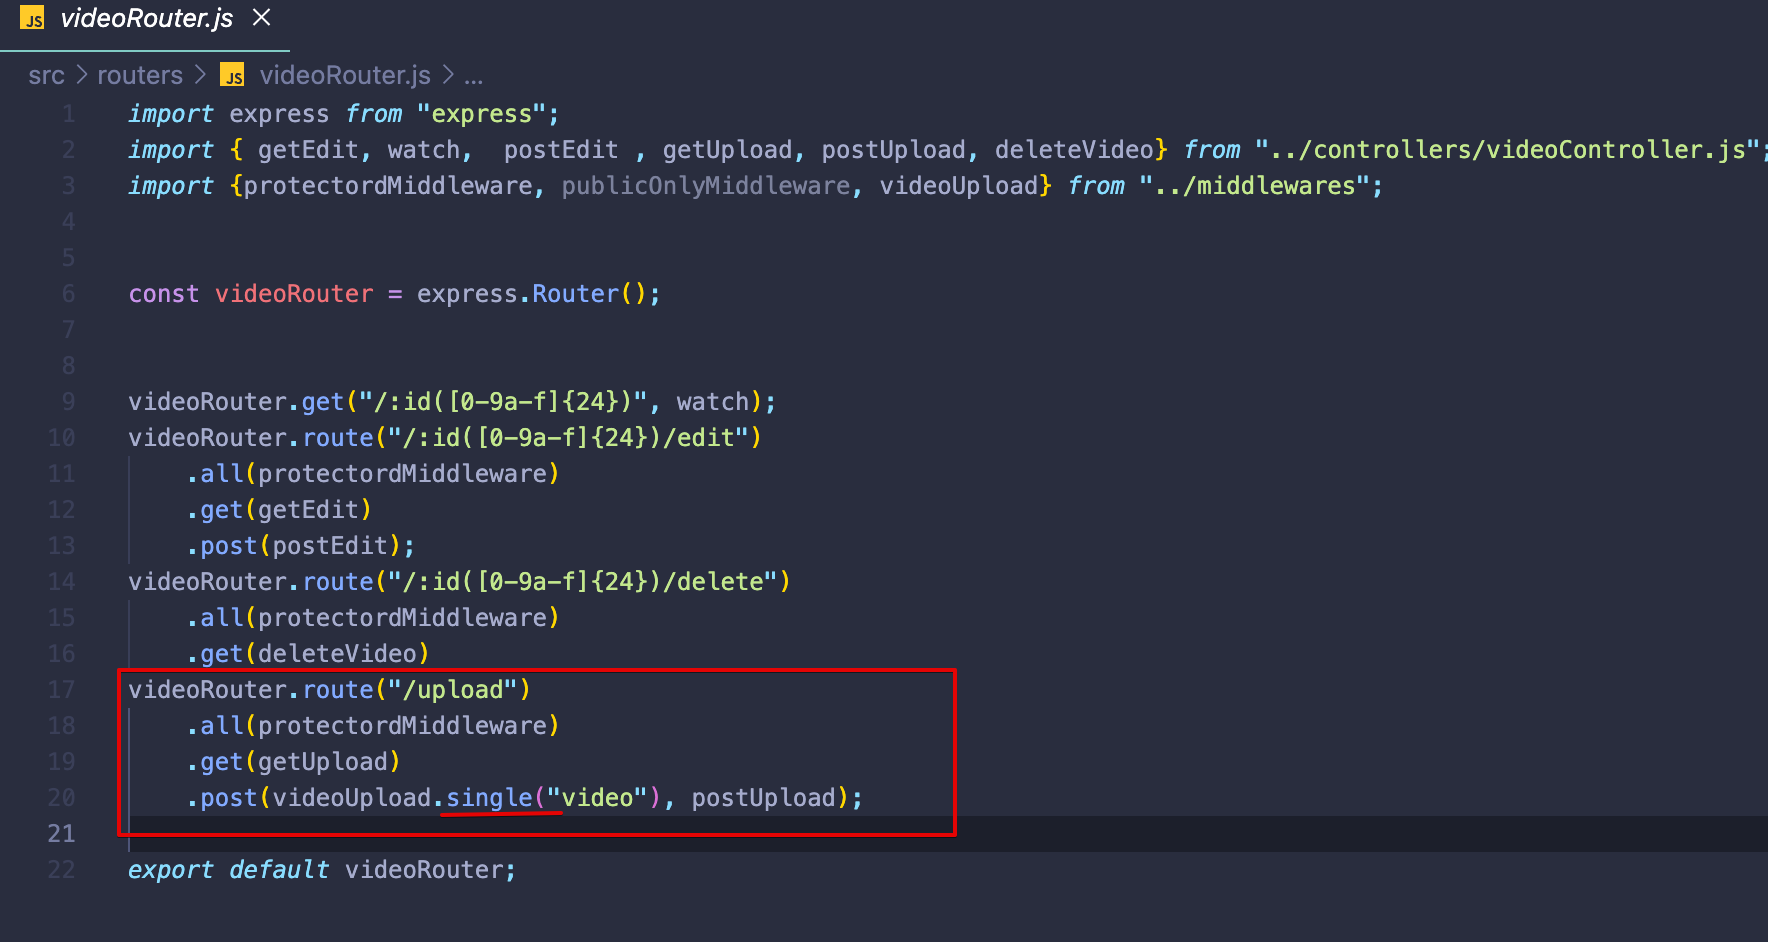 JS videoRouter.js ×
src > routers > JS videoRouter.js > ...
1 import express from "express";
2 import { getEdit, watch,  postEdit , getUpload, postUpload, deleteVideo} from "../controllers/videoController.js";
3 import {protectordMiddleware, publicOnlyMiddleware, videoUpload} from "../middlewares";
4
5
6 const videoRouter = express.Router();
7
8
9 videoRouter.get("/:id([0-9a-f]{24})", watch);
10 videoRouter.route("/:id([0-9a-f]{24})/edit")
11     .all(protectordMiddleware)
12     .get(getEdit)
13     .post(postEdit);
14 videoRouter.route("/:id([0-9a-f]{24})/delete")
15     .all(protectordMiddleware)
16     .get(deleteVideo)
17 videoRouter.route("/upload")
18     .all(protectordMiddleware)
19     .get(getUpload)
20     .post(videoUpload.single("video"), postUpload);
21
22 export default videoRouter;